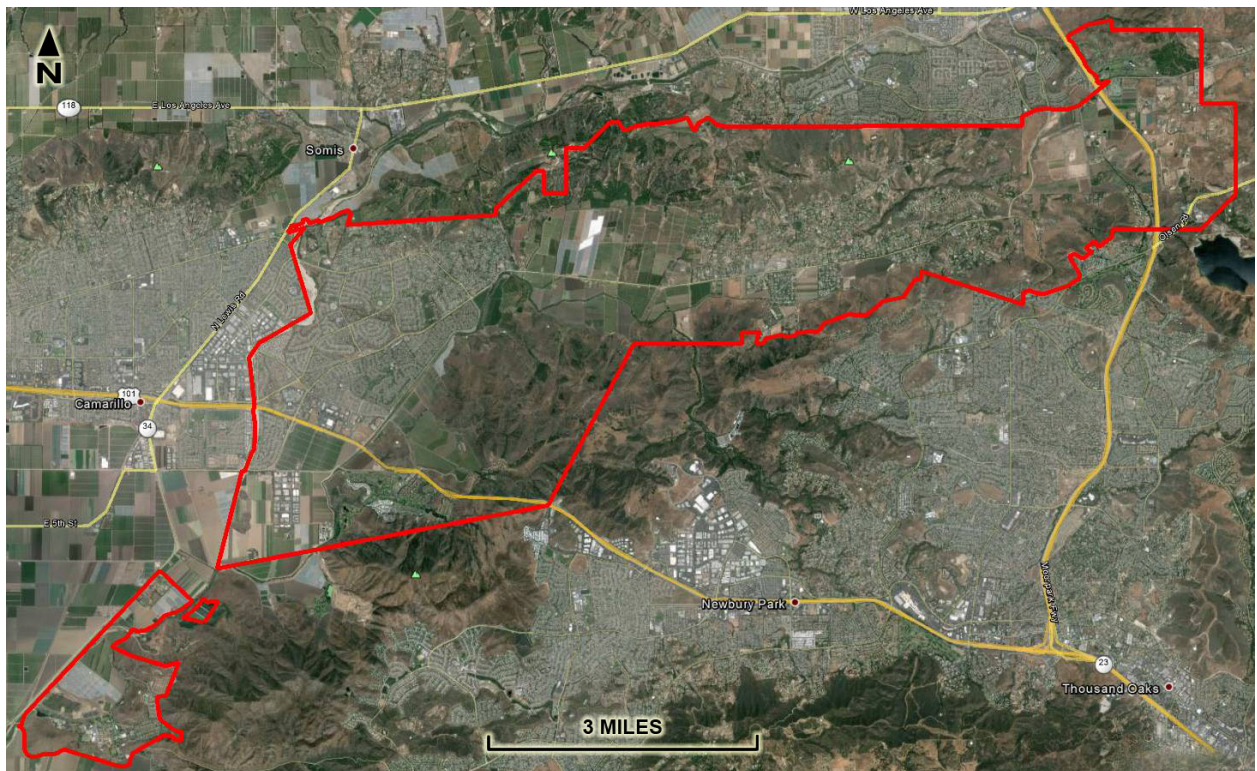 W Los Angeles Ave
N
118
E Los Angeles Ave
Somis
Olsen Rd
N Lewis Rd
101
Camarillo
34
E 5th St
Moorpark Fwy
Newbury Park
23
Thousand Oaks
3 MILES